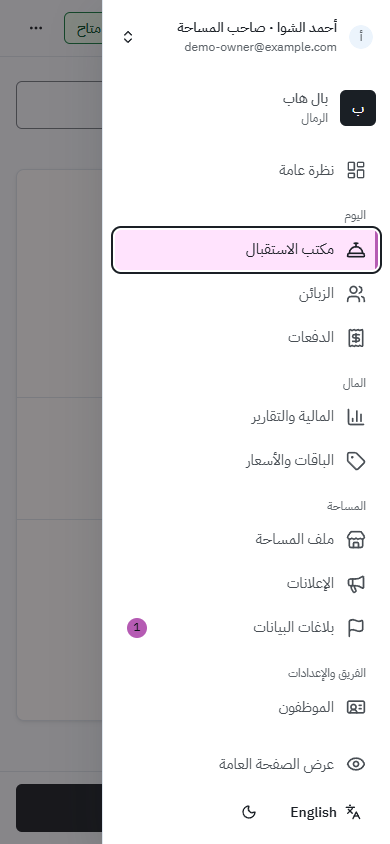 أحمد الشوا · صاحب المساحة
demo-owner@example.com
أ
متاح
ب
بال هاب
الرمال
نظرة عامة
اليوم
مكتب الاستقبال
الزبائن
الدفعات
المال
المالية والتقارير
الباقات والأسعار
المساحة
ملف المساحة
الإعلانات
بلاغات البيانات
1
الفريق والإعدادات
الموظفون
عرض الصفحة العامة
English